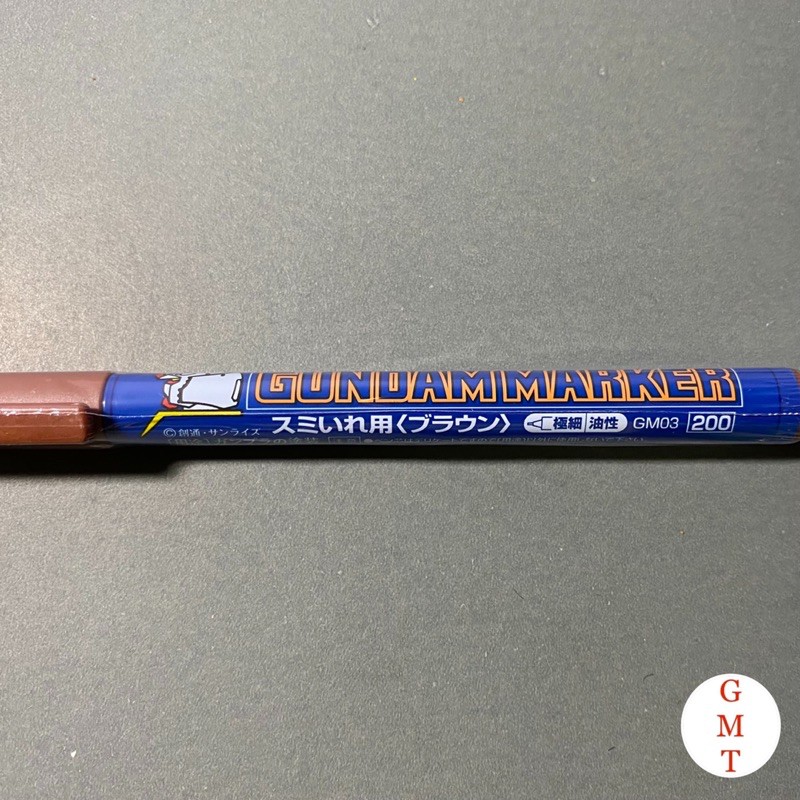 GUNDAM MARKER
スミいれ用〈ブラウン〉 極細 油性 GM03 200
©創通・サンライズ
G
M
T